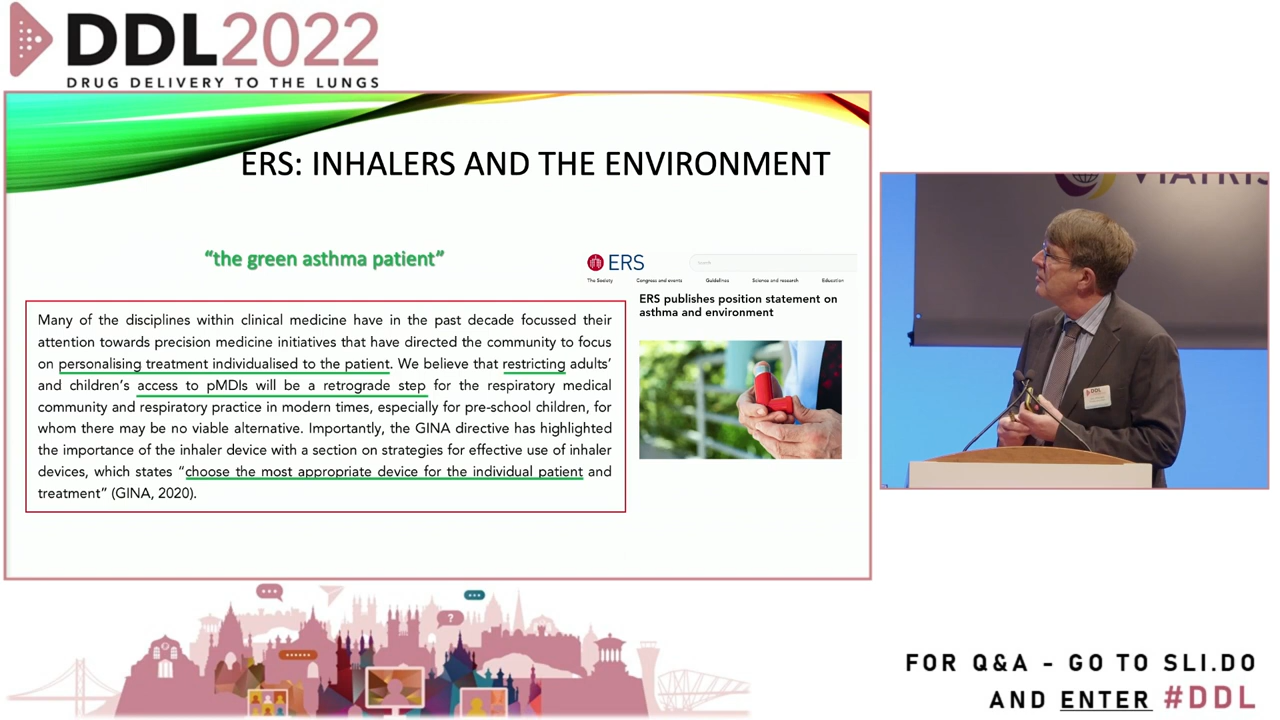 DDL2022
DRUG DELIVERY TO THE LUNGS
ERS: INHALERS AND THE ENVIRONMENT
“the green asthma patient”
ERS
Search
The Society Congress and events Guidelines Science and research Education
ERS publishes position statement on
asthma and environment
Many of the disciplines within clinical medicine have in the past decade focussed their
attention towards precision medicine initiatives that have directed the community to focus
on personalising treatment individualised to the patient. We believe that restricting adults’
and children’s access to pMDIs will be a retrograde step for the respiratory medical
community and respiratory practice in modern times, especially for pre-school children, for
whom there may be no viable alternative. Importantly, the GINA directive has highlighted
the importance of the inhaler device with a section on strategies for effective use of inhaler
devices, which states “choose the most appropriate device for the individual patient and
treatment” (GINA, 2020).
VIATRIS
DDL
?
FOR Q&A - GO TO SLI.DO
AND ENTER #DDL